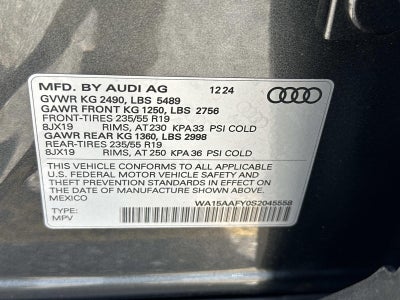 MFD. BY AUDI AG 12 24
GVWR KG 2490, LBS 5489
GAWR FRONT KG 1250, LBS 2756
FRONT-TIRES 235/55 R19
8JX19 RIMS, AT 230 KPA 33 PSI COLD
GAWR REAR KG 1360, LBS 2998
REAR-TIRES 235/55 R19
8JX19 RIMS, AT 250 KPA 36 PSI COLD
THIS VEHICLE CONFORMS TO ALL APPLICABLE
U.S. FEDERAL MOTOR VEHICLE SAFETY AND
THEFT PREVENTION STANDARDS IN EFFECT ON THE
DATE OF MANUFACTURE SHOWN ABOVE.
MEXICO
WA15AAFY0S2045558
TYPE:
MPV